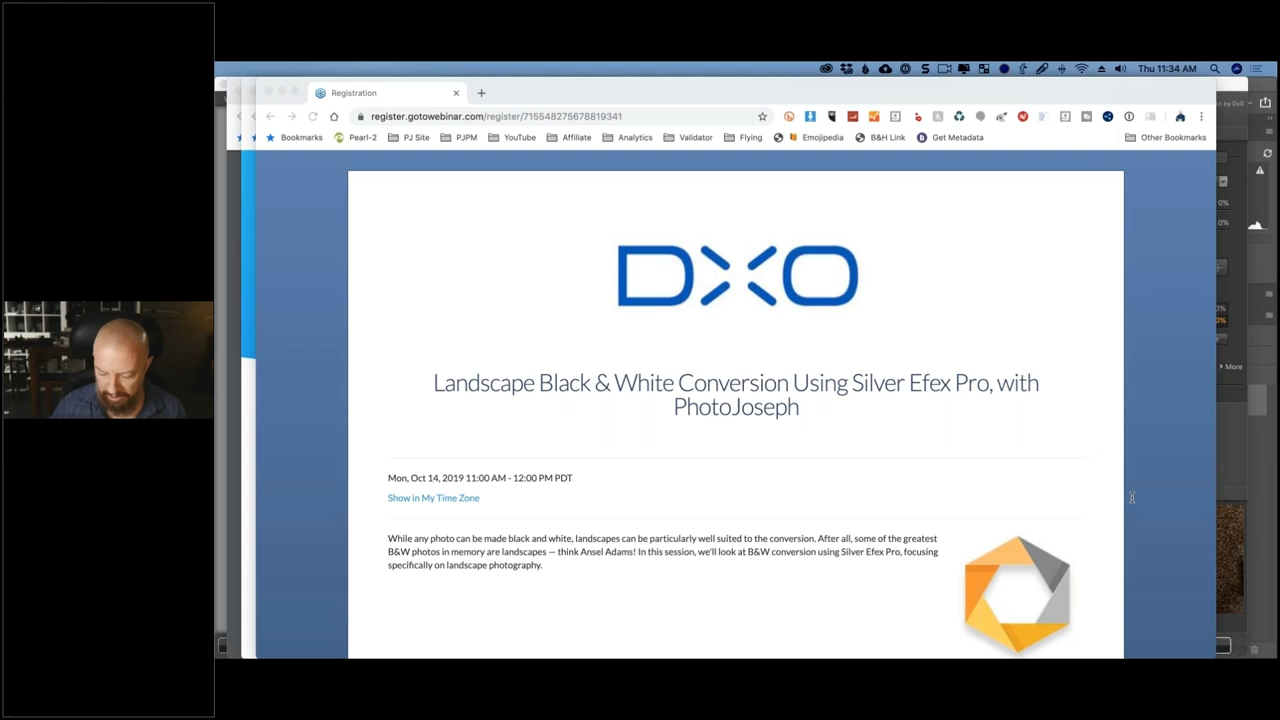 Thu 11:34 AM
Registration
register.gotowebinar.com/register/715548275678819341
Bookmarks Pearl-2 PJ Site PJPM YouTube Affiliate Analytics Validator Flying Emojipedia B&H Link Get Metadata Other Bookmarks
DXO
Landscape Black & White Conversion Using Silver Efex Pro, with
PhotoJoseph
Mon, Oct 14, 2019 11:00 AM - 12:00 PM PDT
Show in My Time Zone
While any photo can be made black and white, landscapes can be particularly well suited to the conversion. After all, some of the greatest
B&W photos in memory are landscapes — think Ansel Adams! In this session, we'll look at B&W conversion using Silver Efex Pro, focusing
specifically on landscape photography.
More